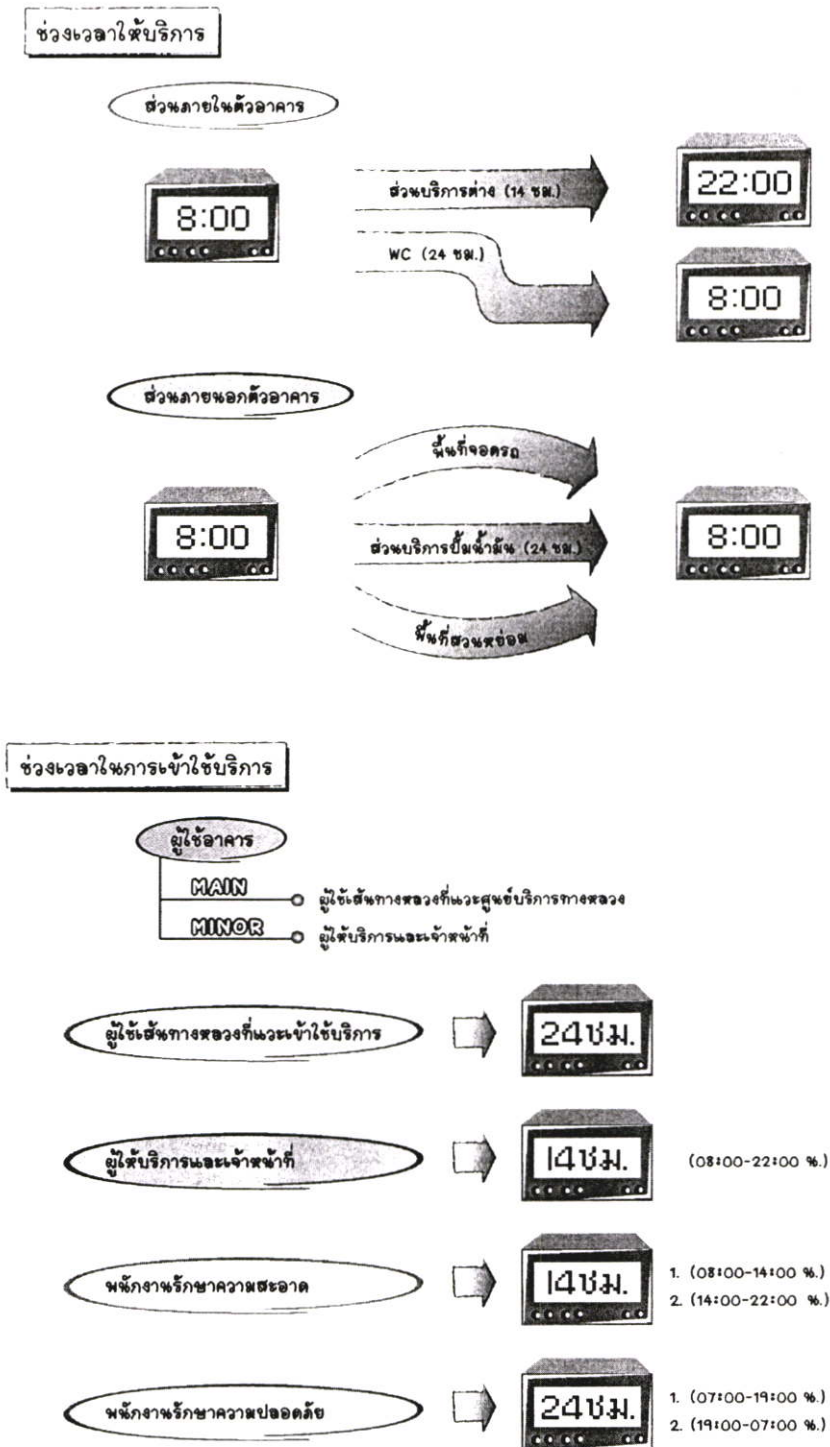 ช่วงเวลาให้บริการ
ส่วนภายในตัวอาคาร
8:00
ส่วนบริการต่าง (14 ชม.)
22:00
WC (24 ชม.)
8:00
ส่วนภายนอกตัวอาคาร
พื้นที่จอดรถ
8:00
ส่วนบริการปั๊มน้ำมัน (24 ชม.)
8:00
พื้นที่สวนหย่อม
ช่วงเวลาในการเข้าใช้บริการ
ผู้ใช้อาคาร
MAIN
ผู้ใช้เส้นทางหลวงที่แวะศูนย์บริการทางหลวง
MINOR
ผู้ให้บริการและเจ้าหน้าที่
ผู้ใช้เส้นทางหลวงที่แวะเข้าใช้บริการ
24ชม.
ผู้ให้บริการและเจ้าหน้าที่
14ชม.
(08:00-22:00 น.)
พนักงานรักษาความสะอาด
14ชม.
1. (08:00-14:00 น.)
2. (14:00-22:00 น.)
พนักงานรักษาความปลอดภัย
24ชม.
1. (07:00-19:00 น.)
2. (19:00-07:00 น.)